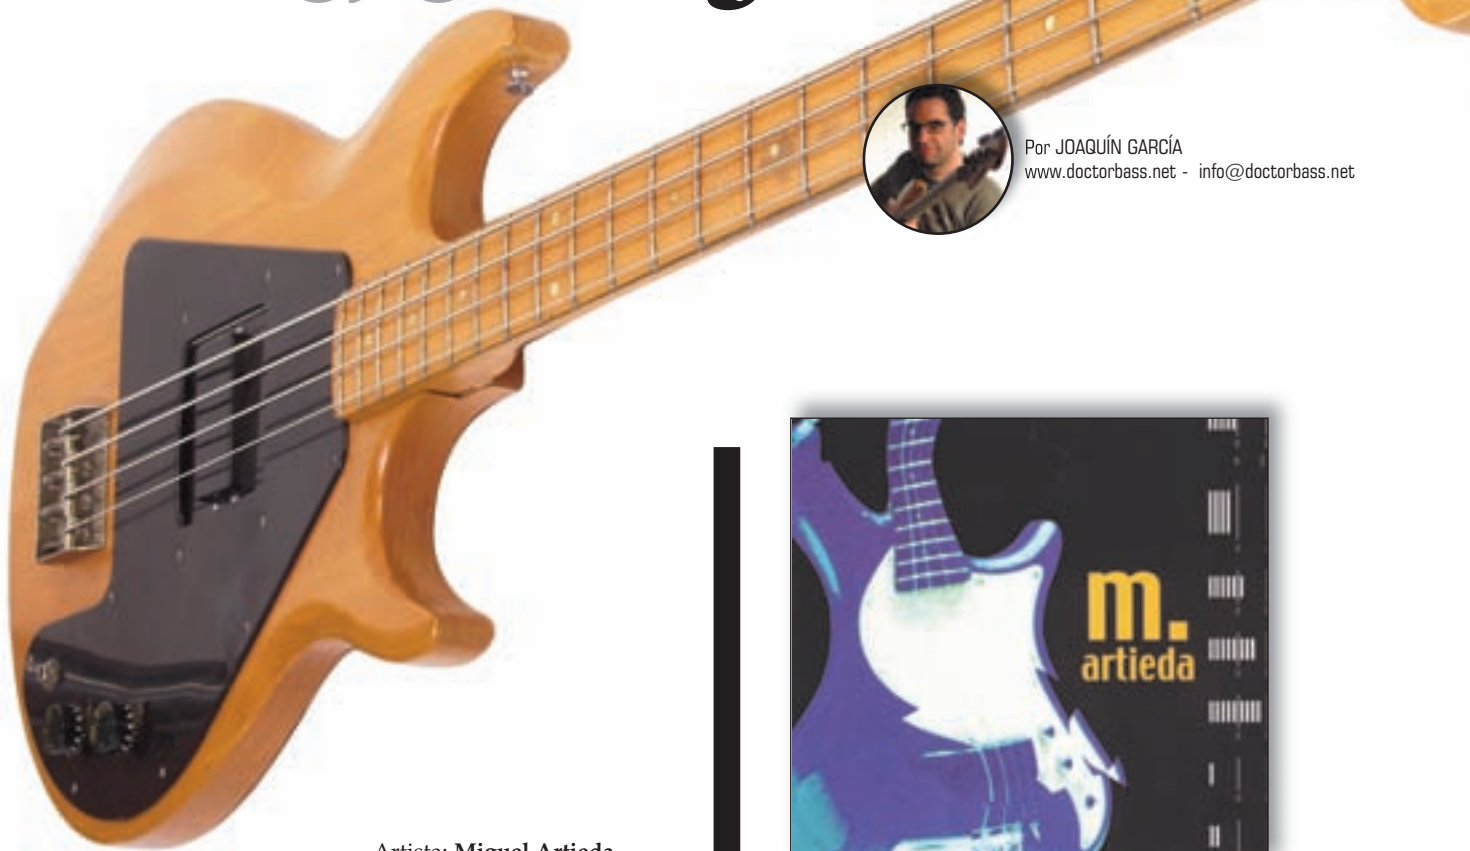 Por JOAQUÍN GARCÍA
www.doctorbass.net - info@doctorbass.net
m.
artieda
Artista: Miguel Artieda